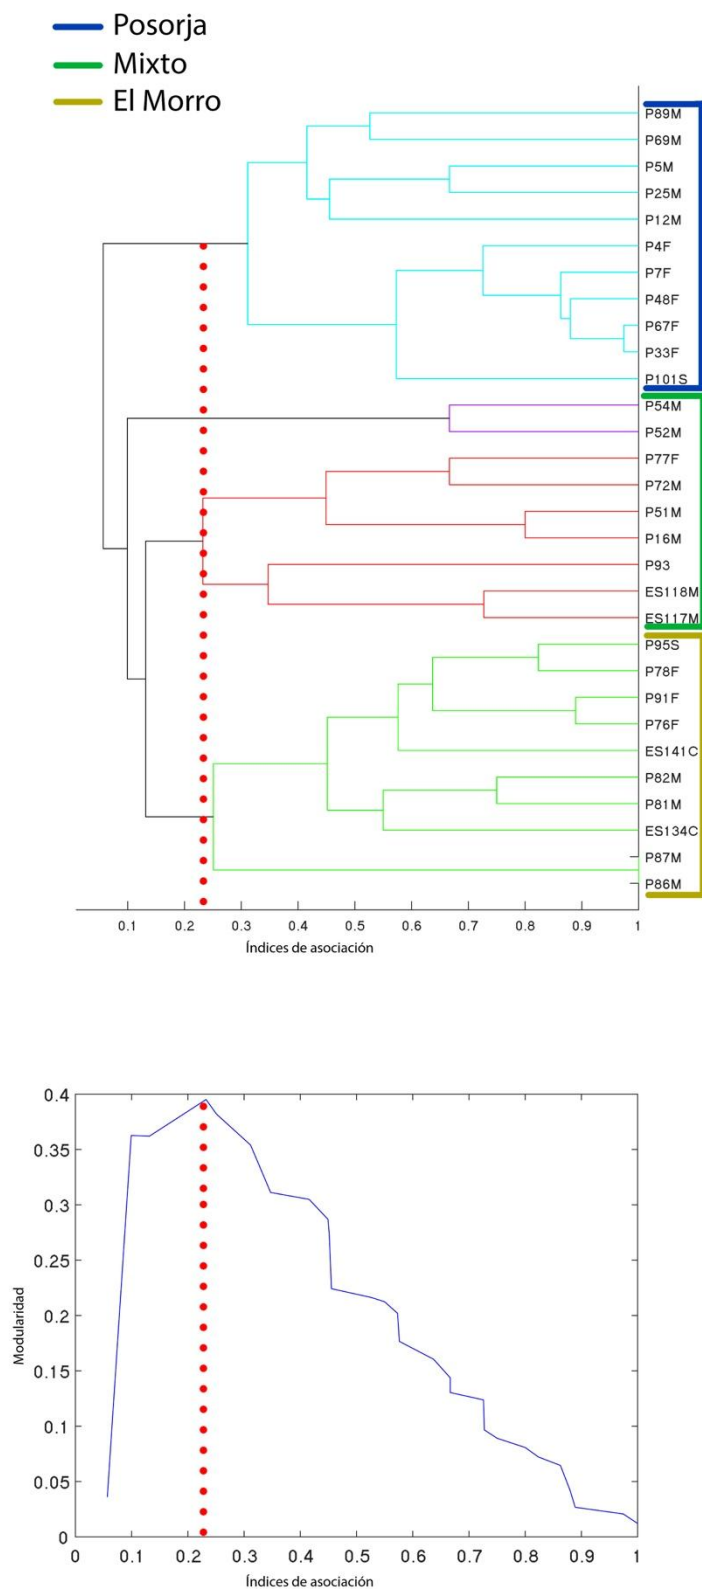 Posorja
Mixto
El Morro
P89M
P69M
P5M
P25M
P12M
P4F
P7F
P48F
P67F
P33F
P101S
P54M
P52M
P77F
P72M
P51M
P16M
P93
ES118M
ES117M
P95S
P78F
P91F
P76F
ES141C
P82M
P81M
ES134C
P87M
P86M
0.1 0.2 0.3 0.4 0.5 0.6 0.7 0.8 0.9 1
Índices de asociación
0.4
0.35
0.3
0.25
0.2
0.15
0.1
0.05
0
Modularidad
0 0.1 0.2 0.3 0.4 0.5 0.6 0.7 0.8 0.9 1
Índices de asociación